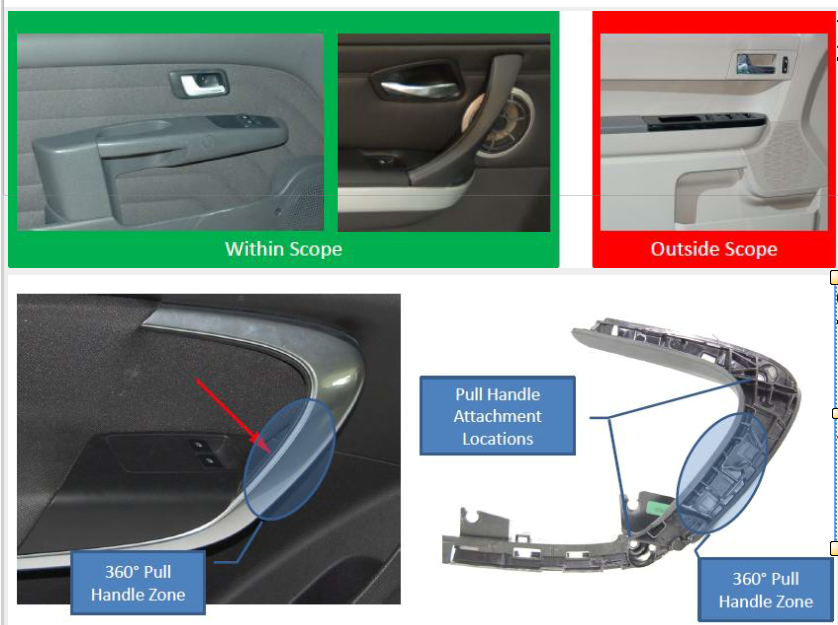 Within Scope
Outside Scope
Pull Handle
Attachment
Locations
360° Pull
Handle Zone
360° Pull
Handle Zone